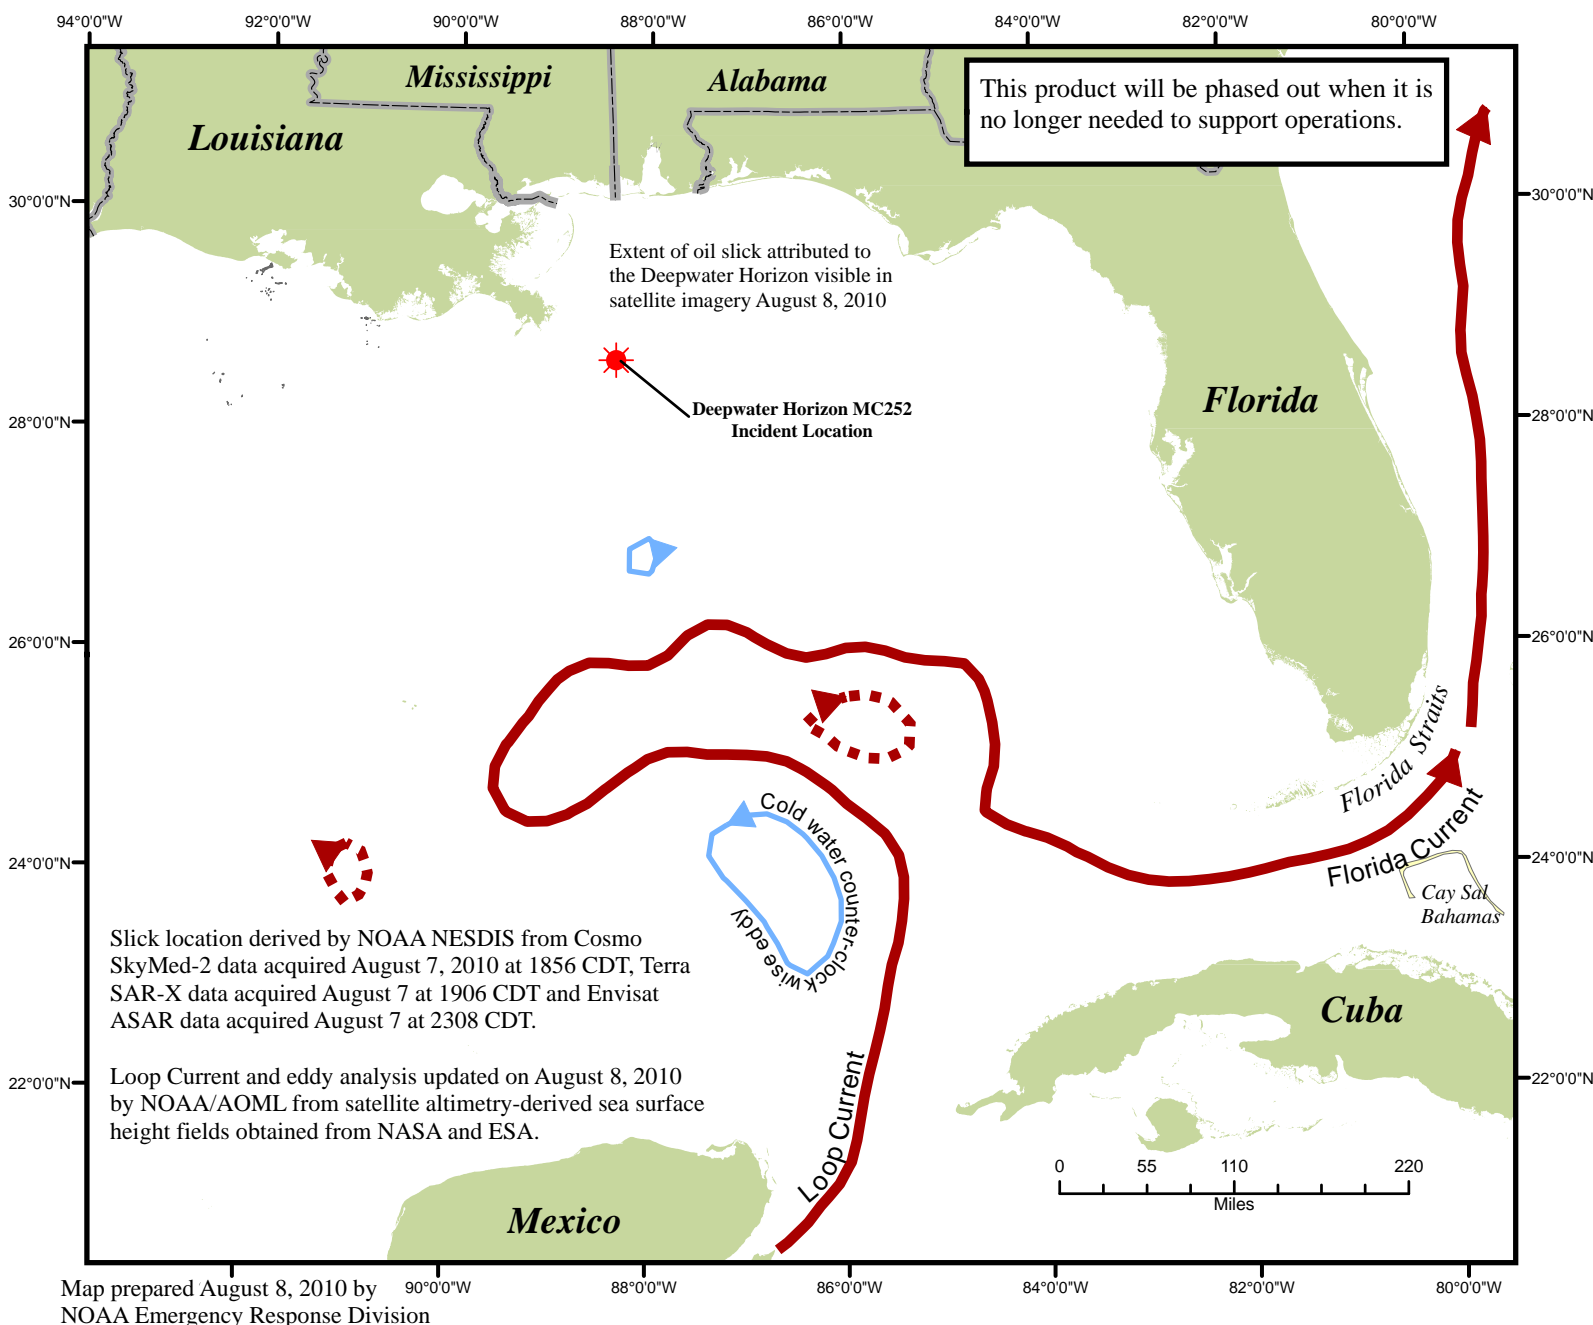 94°0'0"W 92°0'0"W 90°0'0"W 88°0'0"W 86°0'0"W 84°0'0"W 82°0'0"W 80°0'0"W
Mississippi
Alabama
Louisiana
This product will be phased out when it is
no longer needed to support operations.
30°0'0"N
30°0'0"N
Extent of oil slick attributed to
the Deepwater Horizon visible in
satellite imagery August 8, 2010
Deepwater Horizon MC252
Incident Location
Florida
28°0'0"N
28°0'0"N
26°0'0"N
26°0'0"N
Florida Straits
Florida Current
Cold water counter-clock wise eddy
24°0'0"N
24°0'0"N
Cay Sal
Bahamas
Slick location derived by NOAA NESDIS from Cosmo
SkyMed-2 data acquired August 7, 2010 at 1856 CDT, Terra
SAR-X data acquired August 7 at 1906 CDT and Envisat
ASAR data acquired August 7 at 2308 CDT.
Cuba
Loop Current and eddy analysis updated on August 8, 2010
by NOAA/AOML from satellite altimetry-derived sea surface
height fields obtained from NASA and ESA.
22°0'0"N
22°0'0"N
Loop Current
0 55 110 220
Miles
Mexico
90°0'0"W 88°0'0"W 86°0'0"W 84°0'0"W 82°0'0"W 80°0'0"W
Map prepared August 8, 2010 by
NOAA Emergency Response Division